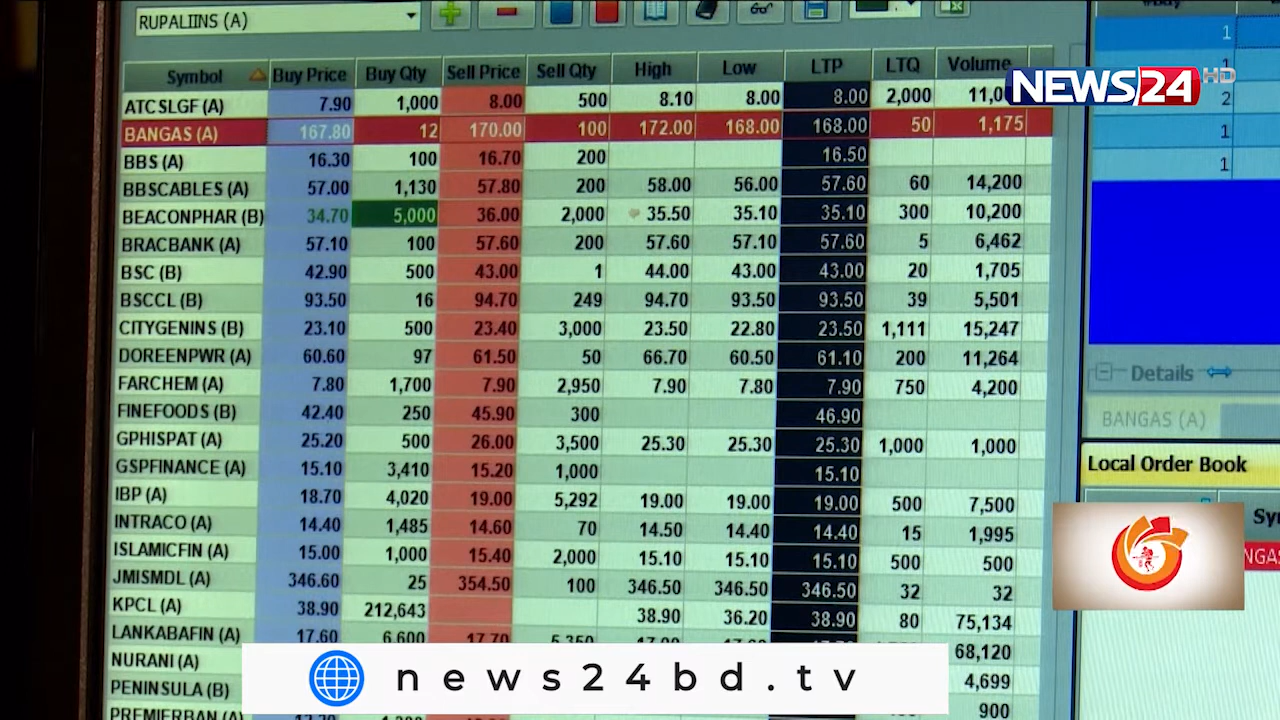 RUPALIINS (A)
Symbol Buy Price Buy Qty Sell Price Sell Qty High Low LTP LTQ Volume
NEWS24 HD
ATCSLGF (A) 7.90 1,000 8.00 500 8.10 8.00 8.00 2,000
BANGAS (A) 167.80 12 170.00 100 172.00 168.00 168.00 50 1,175
BBS (A) 16.30 100 16.70 200 16.50
BBSCABLES (A) 57.00 1,130 57.80 200 58.00 56.00 57.60 60 14,200
BEACONPHAR (B) 34.70 5,000 36.00 2,000 35.50 35.10 35.10 300 10,200
BRACBANK (A) 57.10 100 57.60 200 57.60 57.10 57.60 5 6,462
BSC (B) 42.90 500 43.00 1 44.00 43.00 43.00 20 1,705
BSCCL (B) 93.50 16 94.70 249 94.70 93.50 93.50 39 5,501
CITYGENINS (B) 23.10 500 23.40 3,000 23.50 22.80 23.50 1,111 15,247
DOREENPWR (A) 60.60 97 61.50 50 66.70 60.50 61.10 200 11,264
FARCHEM (A) 7.80 1,700 7.90 2,950 7.90 7.80 7.90 750 4,200
FINEFOODS (B) 42.40 250 45.90 300 46.90
GPHISPAT (A) 25.20 500 26.00 3,500 25.30 25.30 25.30 1,000 1,000
GSPFINANCE (A) 15.10 3,410 15.20 1,000 15.10
IBP (A) 18.70 4,020 19.00 5,292 19.00 19.00 19.00 500 7,500
INTRACO (A) 14.40 1,485 14.60 70 14.50 14.40 14.40 15 1,995
ISLAMICFIN (A) 15.00 1,000 15.40 2,000 15.10 15.10 15.10 500 500
JMISMDL (A) 346.60 25 354.50 100 346.50 346.50 346.50 32 32
KPCL (A) 38.90 212,643 38.90 36.20 38.90 80 75,134
LANKABAFIN (A) 17.60 6,600 17.70 5,350
NURANI (A) 68,120
PENINSULA (B) 4,699
PREMIERBAN (A) 900
1
2
1
1
Details
BANGAS (A)
Local Order Book
news24bd.tv